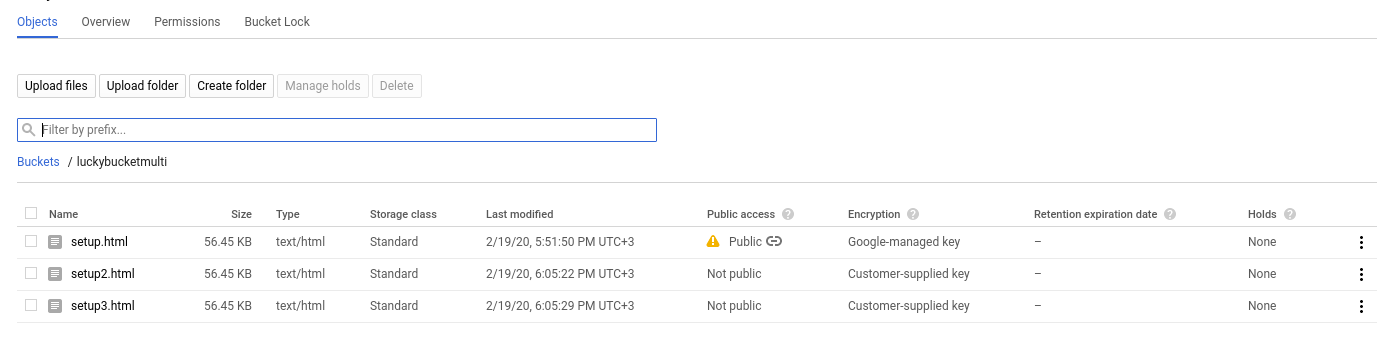 Objects Overview Permissions Bucket Lock
Upload files Upload folder Create folder Manage holds Delete
Filter by prefix...
Buckets / luckybucketmulti
Name Size Type Storage class Last modified Public access ? Encryption ? Retention expiration date ? Holds ?
setup.html 56.45 KB text/html Standard 2/19/20, 5:51:50 PM UTC+3 Public Google-managed key – None
setup2.html 56.45 KB text/html Standard 2/19/20, 6:05:22 PM UTC+3 Not public Customer-supplied key – None
setup3.html 56.45 KB text/html Standard 2/19/20, 6:05:29 PM UTC+3 Not public Customer-supplied key – None